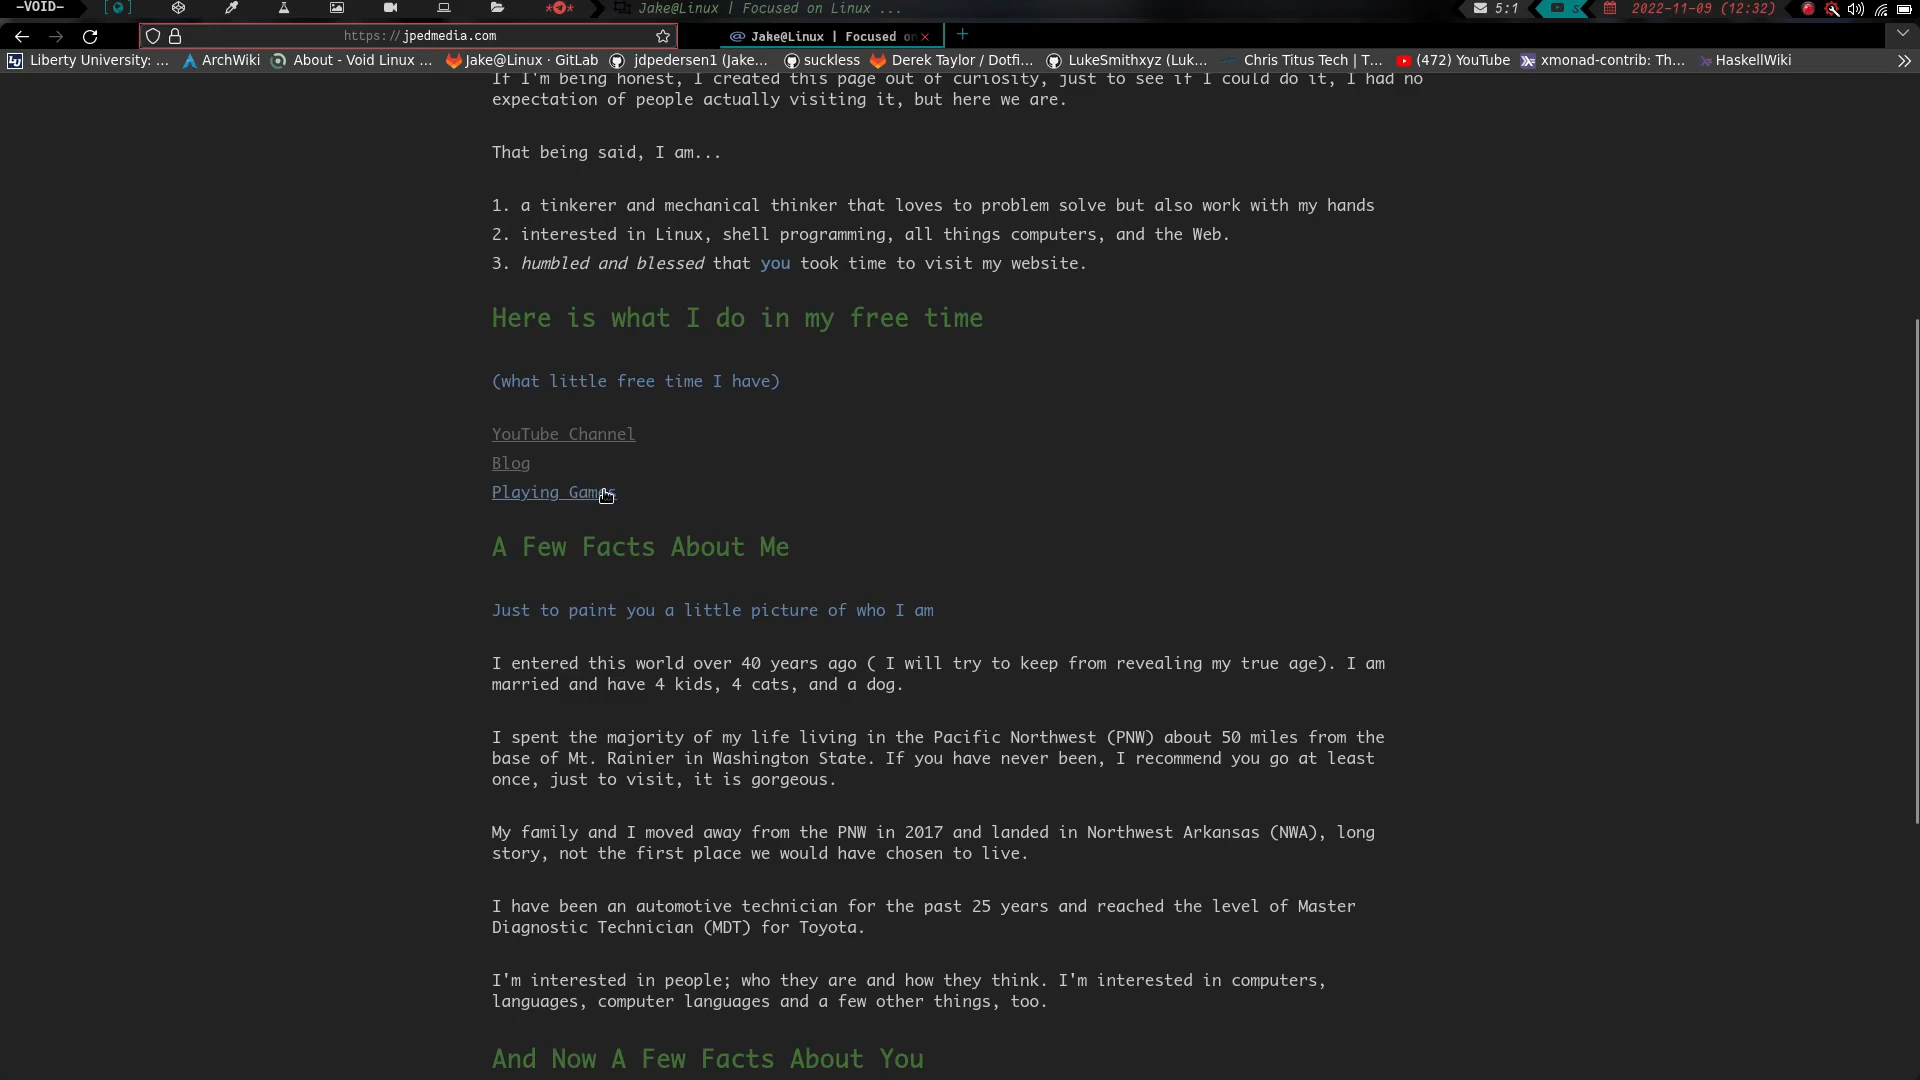 -VOID-
Jake@Linux | Focused on Linux ...
5:1
s
2022-11-09 (12:32)
https://jpedmedia.com
Jake@Linux | Focused on
Liberty University: ...
ArchWiki
About - Void Linux ...
Jake@Linux · GitLab
jdpedersen1 (Jake...
suckless
Derek Taylor / Dotfi...
LukeSmithxyz (Luk...
Chris Titus Tech | T...
(472) YouTube
xmonad-contrib: Th...
HaskellWiki
If I'm being honest, I created this page out of curiosity, just to see if I could do it, I had no
expectation of people actually visiting it, but here we are.
That being said, I am...
1. a tinkerer and mechanical thinker that loves to problem solve but also work with my hands
2. interested in Linux, shell programming, all things computers, and the Web.
3. humbled and blessed that you took time to visit my website.
Here is what I do in my free time
(what little free time I have)
YouTube Channel
Blog
Playing Games
A Few Facts About Me
Just to paint you a little picture of who I am
I entered this world over 40 years ago ( I will try to keep from revealing my true age). I am
married and have 4 kids, 4 cats, and a dog.
I spent the majority of my life living in the Pacific Northwest (PNW) about 50 miles from the
base of Mt. Rainier in Washington State. If you have never been, I recommend you go at least
once, just to visit, it is gorgeous.
My family and I moved away from the PNW in 2017 and landed in Northwest Arkansas (NWA), long
story, not the first place we would have chosen to live.
I have been an automotive technician for the past 25 years and reached the level of Master
Diagnostic Technician (MDT) for Toyota.
I'm interested in people; who they are and how they think. I'm interested in computers,
languages, computer languages and a few other things, too.
And Now A Few Facts About You